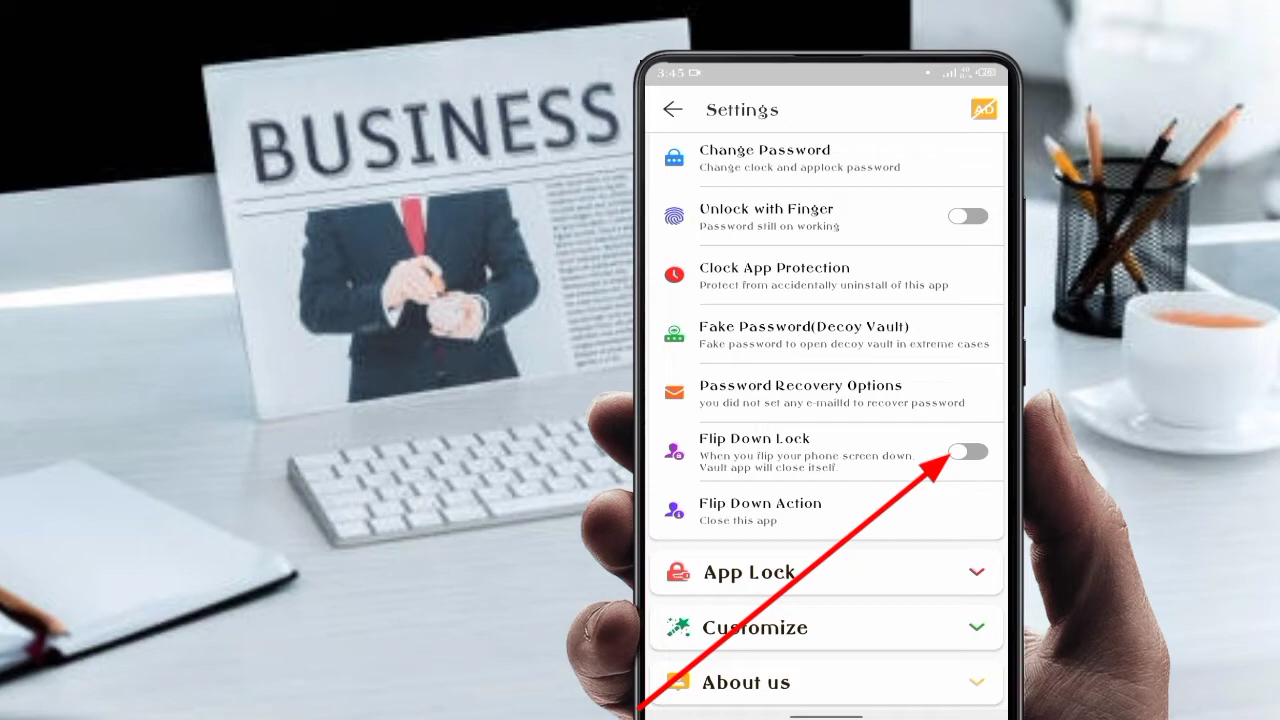 BUSINESS
3:45
Settings
AD
Change Password
Change clock and applock password
Unlock with Finger
Password still on working
Clock App Protection
Protect from accidentally uninstall of this app
Fake Password(Decoy Vault)
Fake password to open decoy vault in extreme cases
Password Recovery Options
you did not set any e-mailId to recover password
Flip Down Lock
When you flip your phone screen down,
Vault app will close itself.
Flip Down Action
Close this app
App Lock
Customize
About us